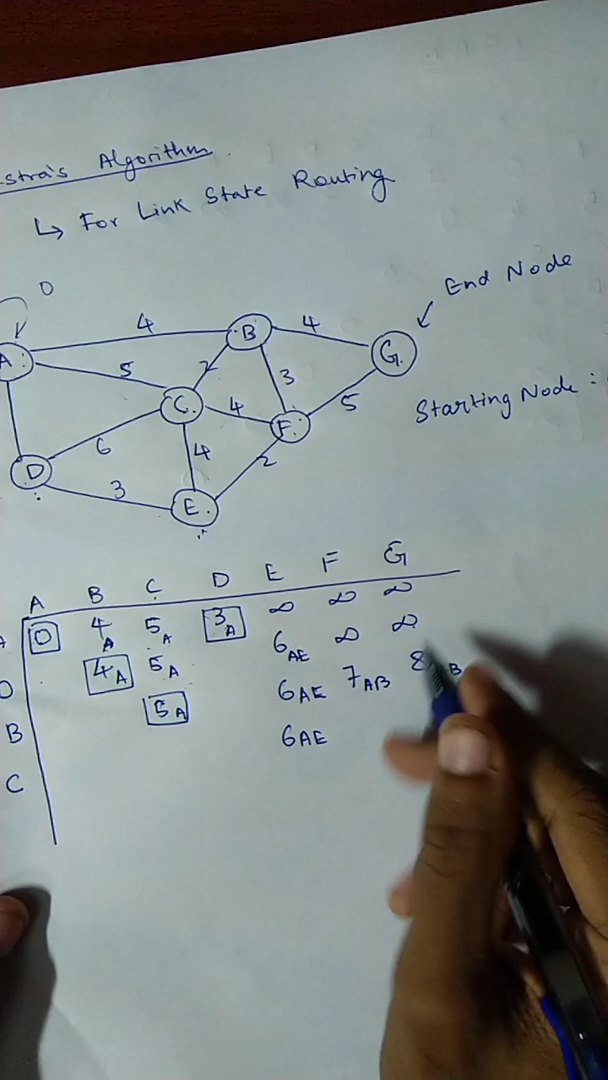 stra's Algorithm.
↳ For Link State Routing
0
End Node
A 4 B 4 G
5 2 3 5
Starting Node :
C 4 F
6 4
D 3 E 2
A B C D E F G
A 0 4A 5A 3A ∞ ∞ ∞
D 4A 5A 6AE ∞ ∞
B 5A 6AE 7AB 8 B
C 6AE